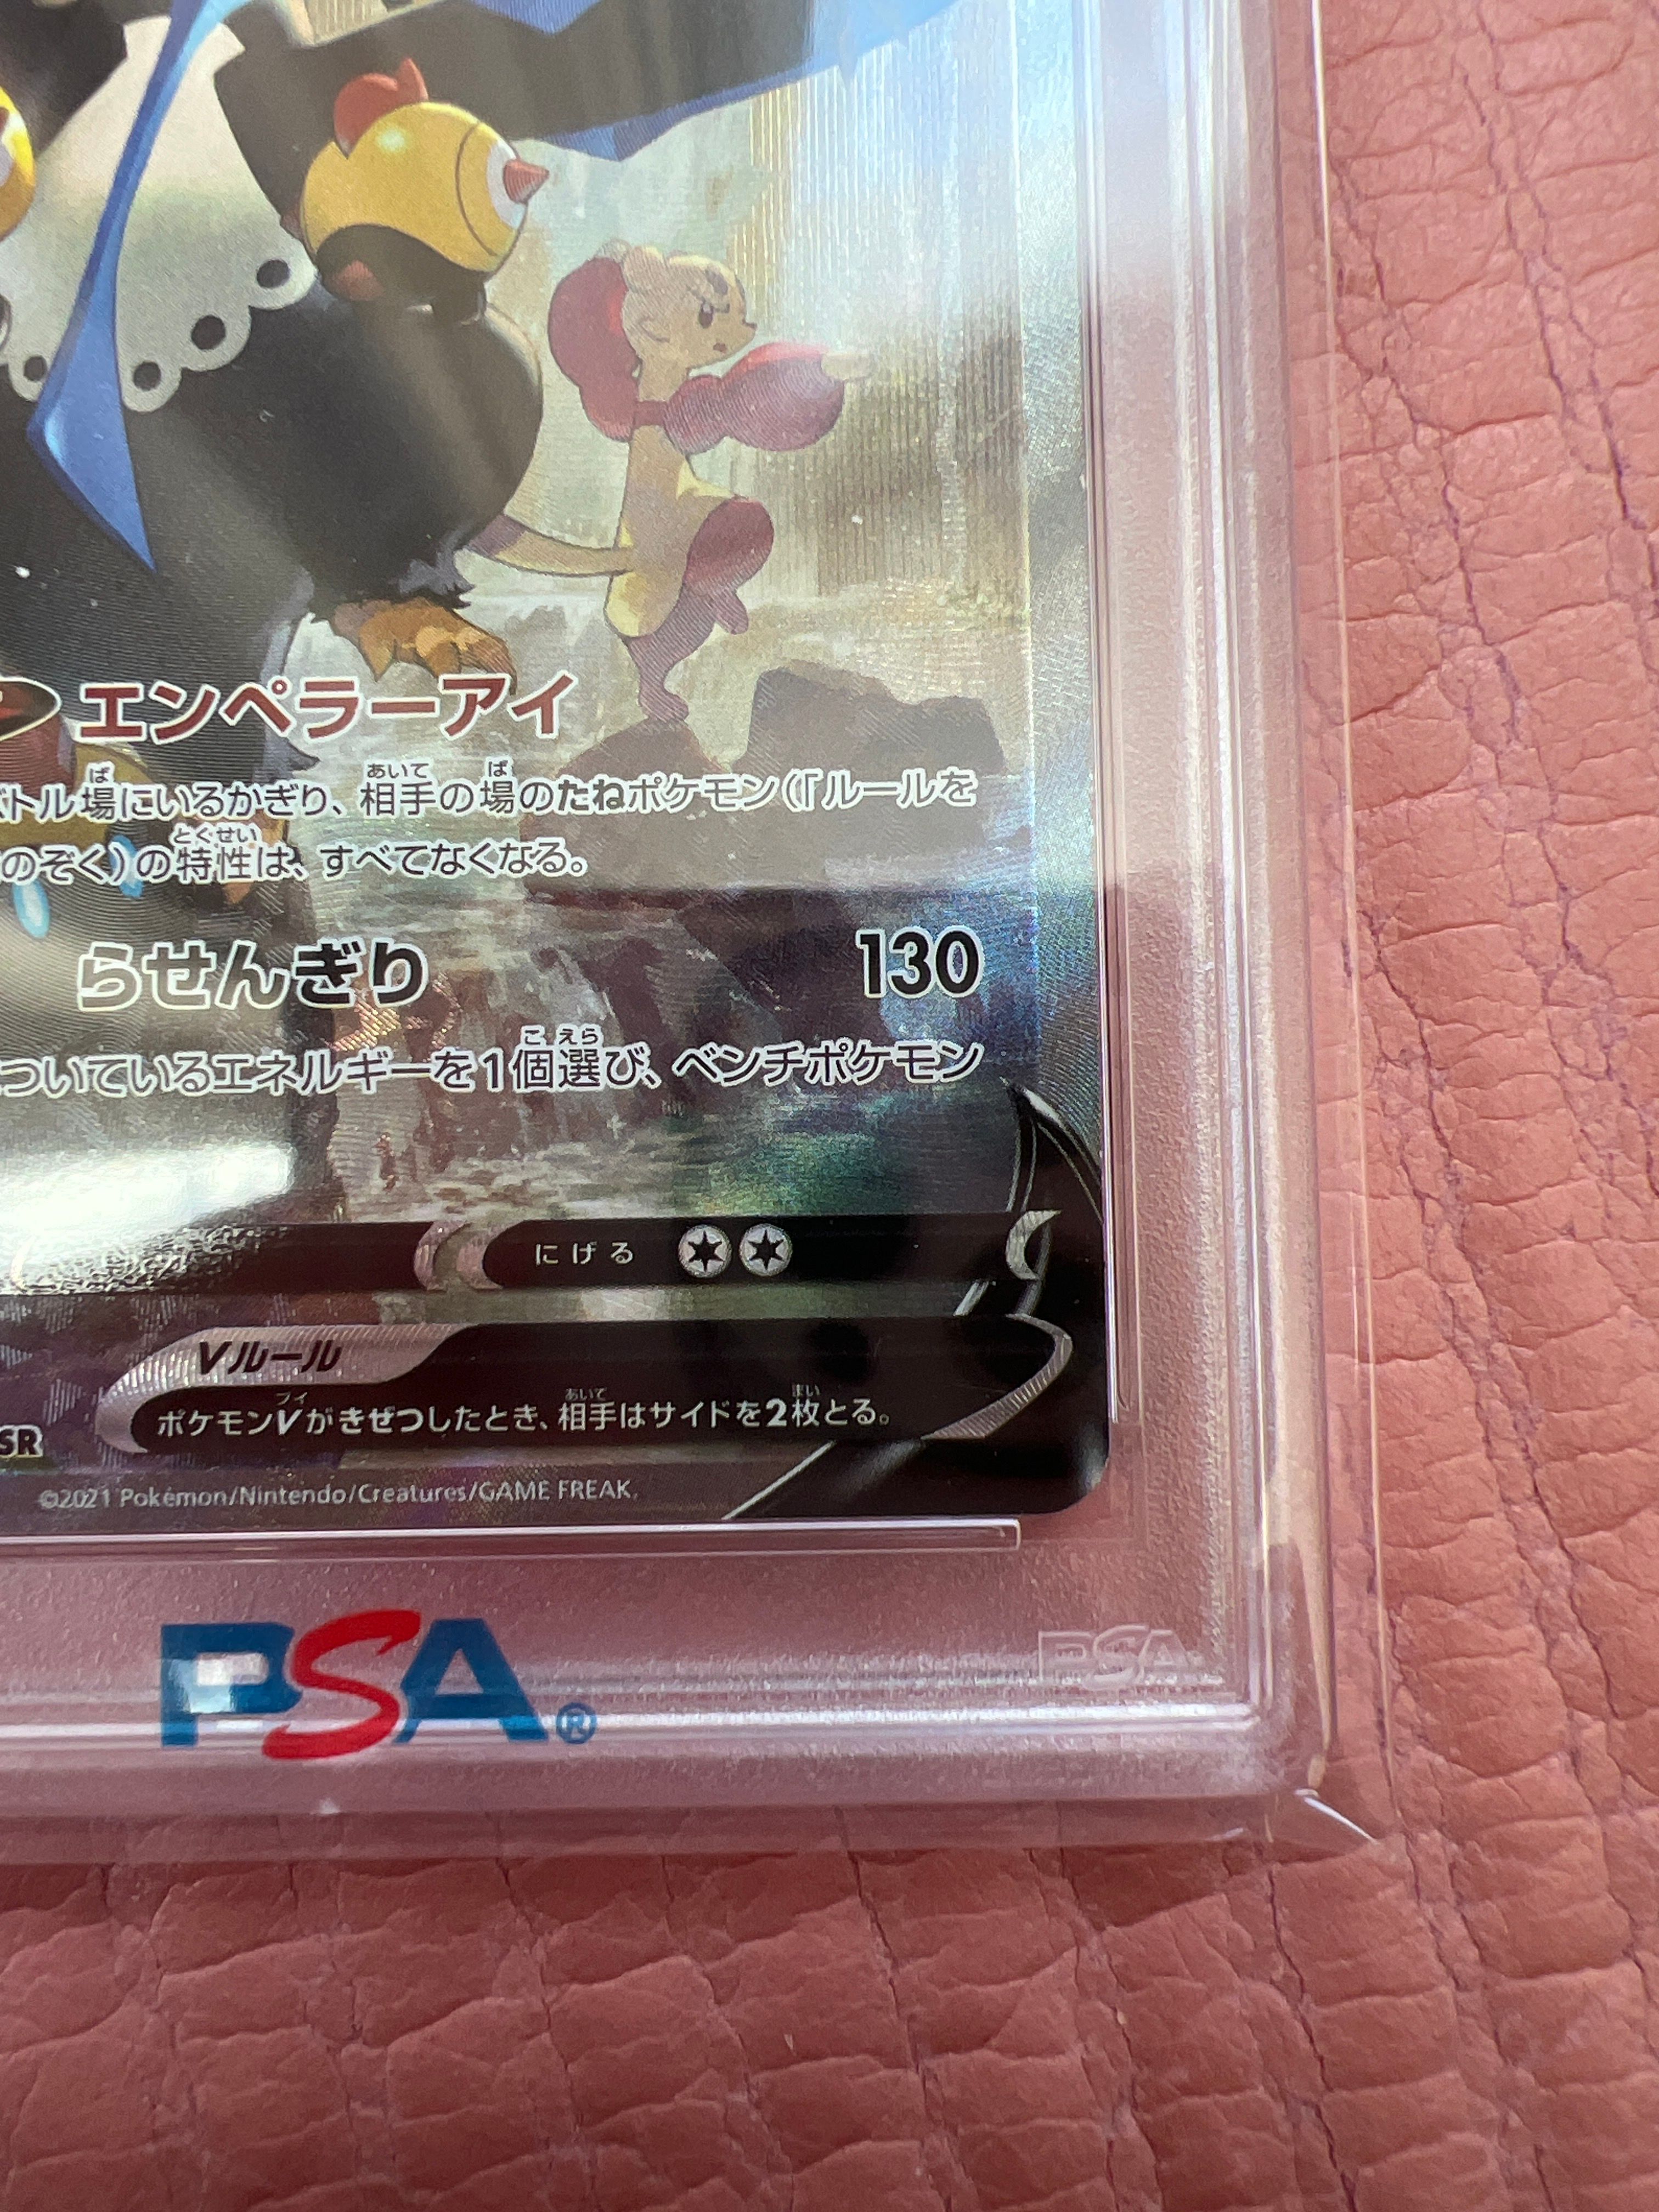 エンペラーアイ
トル場にいるかぎり、相手の場のたねポケモン(「ルールを
のぞく)の特性は、すべてなくなる。
らせんぎり 130
ついているエネルギーを1個選び、ベンチポケモン
にげる
Vルール
ポケモンVがきぜつしたとき、相手はサイドを2枚とる。
SR
©2021 Pokémon/Nintendo/Creatures/GAME FREAK.
PSA®
PSA